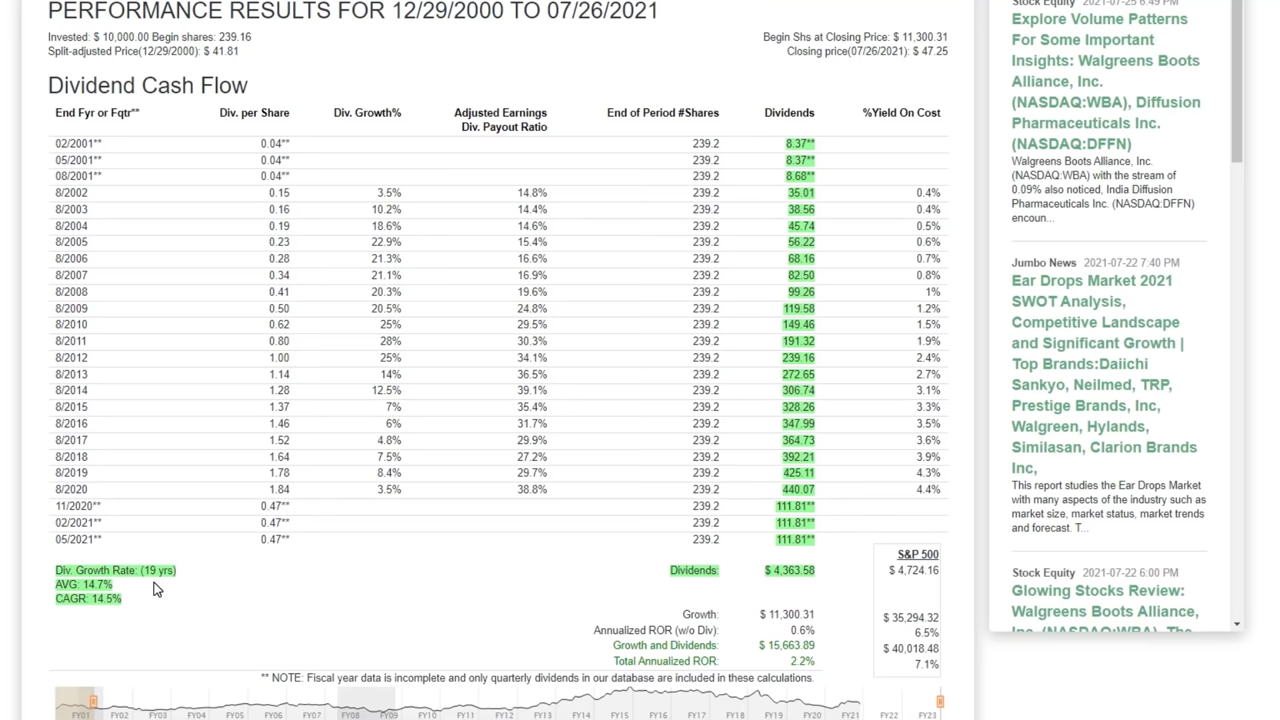 PERFORMANCE RESULTS FOR 12/29/2000 TO 07/26/2021
Invested: $ 10,000.00 Begin shares: 239.16 Begin Shs at Closing Price: $ 11,300.31
Split-adjusted Price(12/29/2000): $ 41.81 Closing price(07/26/2021) $ 47.25
Dividend Cash Flow
End Fyr or Fqtr** Div. per Share Div. Growth% Adjusted Earnings End of Period #Shares Dividends %Yield On Cost
Div. Payout Ratio
02/2001** 0.04** 239.2 8.37**
05/2001** 0.04** 239.2 8.37**
08/2001** 0.04** 239.2 8.68**
8/2002 0.15 3.5% 14.8% 239.2 35.01 0.4%
8/2003 0.16 10.2% 14.4% 239.2 38.56 0.4%
8/2004 0.19 18.6% 14.6% 239.2 45.74 0.5%
8/2005 0.23 22.9% 15.4% 239.2 56.22 0.6%
8/2006 0.28 21.3% 16.6% 239.2 68.16 0.7%
8/2007 0.34 21.1% 16.9% 239.2 82.50 0.8%
8/2008 0.41 20.3% 19.6% 239.2 99.26 1%
8/2009 0.50 20.5% 24.8% 239.2 119.58 1.2%
8/2010 0.62 25% 29.5% 239.2 149.46 1.5%
8/2011 0.80 28% 30.3% 239.2 191.32 1.9%
8/2012 1.00 25% 34.1% 239.2 239.16 2.4%
8/2013 1.14 14% 36.5% 239.2 272.65 2.7%
8/2014 1.28 12.5% 39.1% 239.2 306.74 3.1%
8/2015 1.37 7% 35.4% 239.2 328.26 3.3%
8/2016 1.46 6% 31.7% 239.2 347.99 3.5%
8/2017 1.52 4.8% 29.9% 239.2 364.73 3.6%
8/2018 1.64 7.5% 27.2% 239.2 392.21 3.9%
8/2019 1.78 8.4% 29.7% 239.2 425.11 4.3%
8/2020 1.84 3.5% 38.8% 239.2 440.07 4.4%
11/2020** 0.47** 239.2 111.81**
02/2021** 0.47** 239.2 111.81**
05/2021** 0.47** 239.2 111.81**
S&P 500
Div. Growth Rate: (19 yrs) Dividends: $ 4,363.58 $ 4,724.16
AVG: 14.7%
CAGR: 14.5%
Growth: $ 11,300.31 $ 35,294.32
Annualized ROR (w/o Div): 0.6% 6.5%
Growth and Dividends: $ 15,663.89 $ 40,018.48
Total Annualized ROR: 2.2% 7.1%
** NOTE: Fiscal year data is incomplete and only quarterly dividends in our database are included in these calculations.
FY01 FY02 FY03 FY04 FY05 FY06 FY07 FY08 FY09 FY10 FY11 FY12 FY13 FY14 FY15 FY16 FY17 FY18 FY19 FY20 FY21 FY22 FY23
Stock Equity 2021-07-25 6:49 PM
Explore Volume Patterns
For Some Important
Insights: Walgreens Boots
Alliance, Inc.
(NASDAQ:WBA), Diffusion
Pharmaceuticals Inc.
(NASDAQ:DFFN)
Walgreens Boots Alliance, Inc.
(NASDAQ:WBA) with the stream of
0.09% also noticed, India Diffusion
Pharmaceuticals Inc. (NASDAQ:DFFN)
encoun...
Jumbo News 2021-07-22 7:40 PM
Ear Drops Market 2021
SWOT Analysis,
Competitive Landscape
and Significant Growth |
Top Brands:Daiichi
Sankyo, Neilmed, TRP,
Prestige Brands, Inc,
Walgreen, Hylands,
Similasan, Clarion Brands
Inc,
This report studies the Ear Drops Market
with many aspects of the industry such as
market size, market status, market trends
and forecast. T...
Stock Equity 2021-07-22 6:00 PM
Glowing Stocks Review:
Walgreens Boots Alliance,
Inc. (NASDAQ:WBA), The